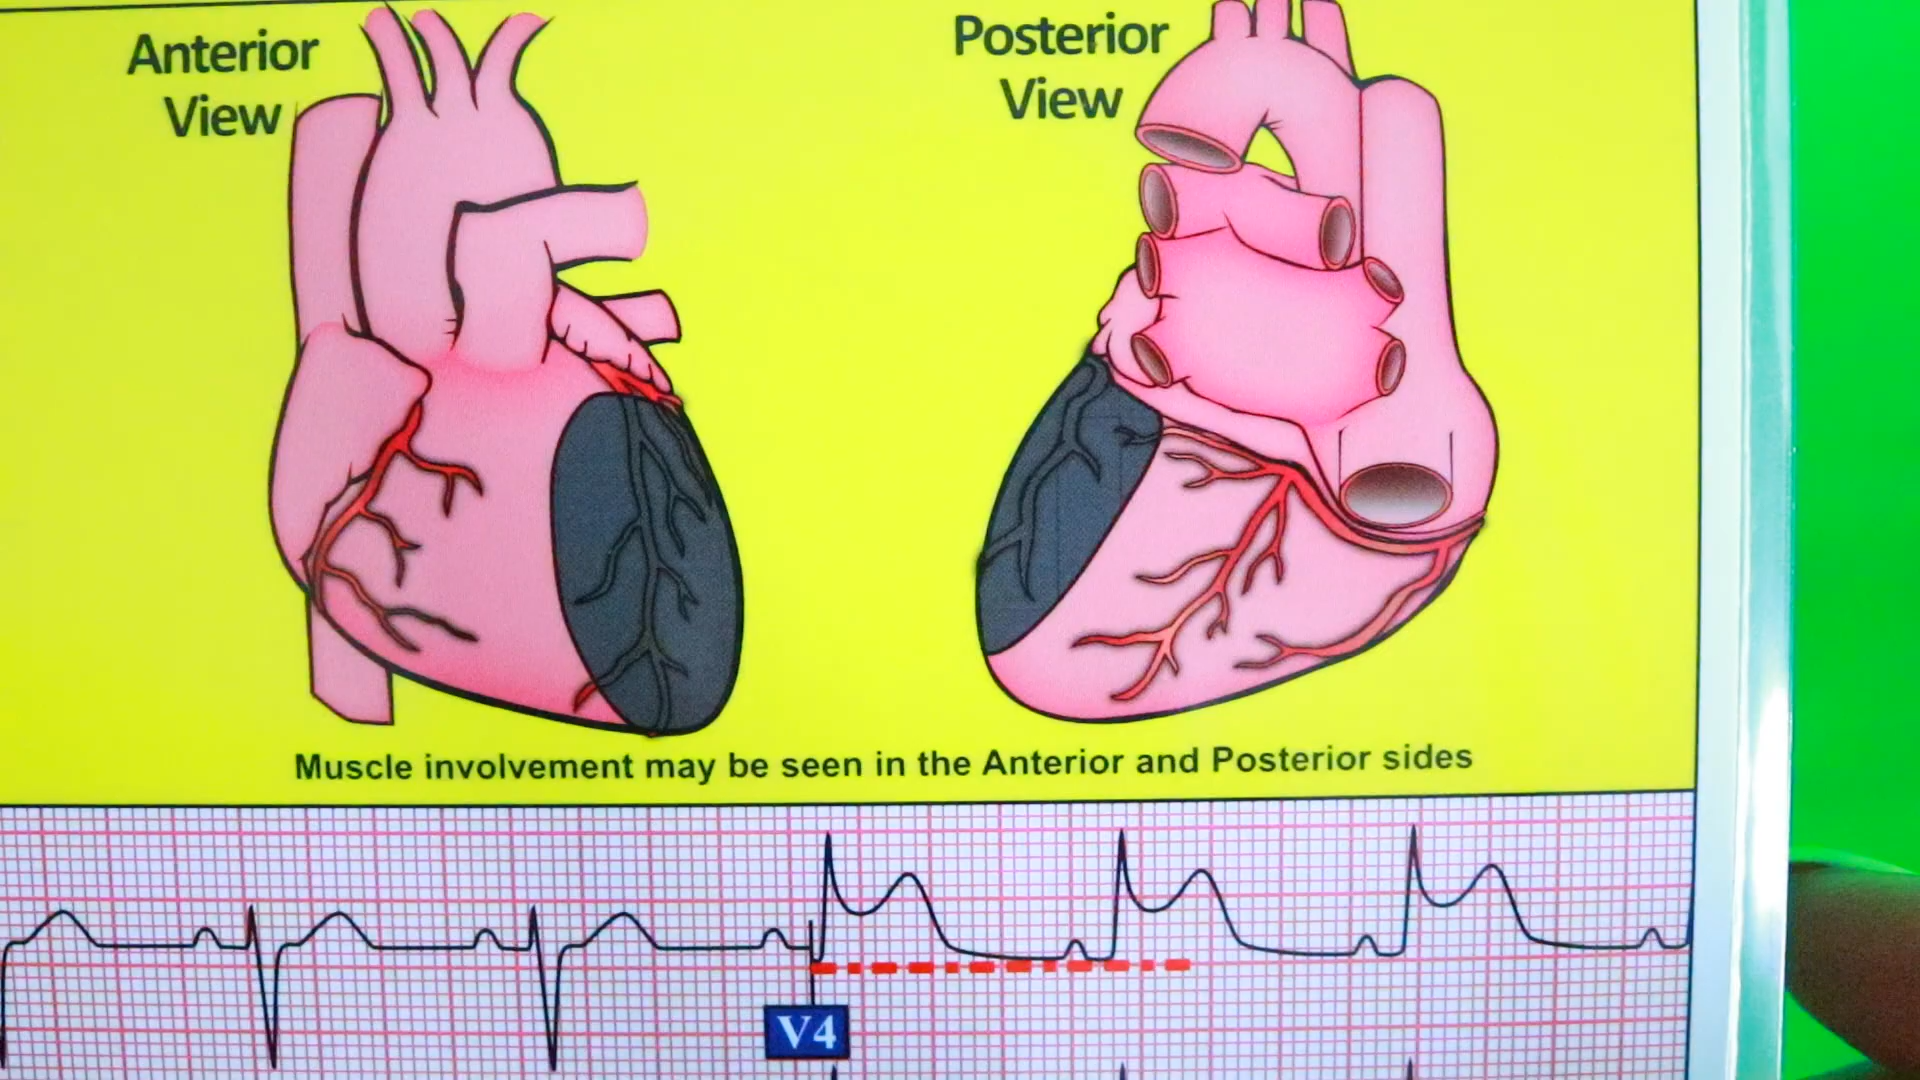 Anterior
View
Posterior
View
Muscle involvement may be seen in the Anterior and Posterior sides
V4